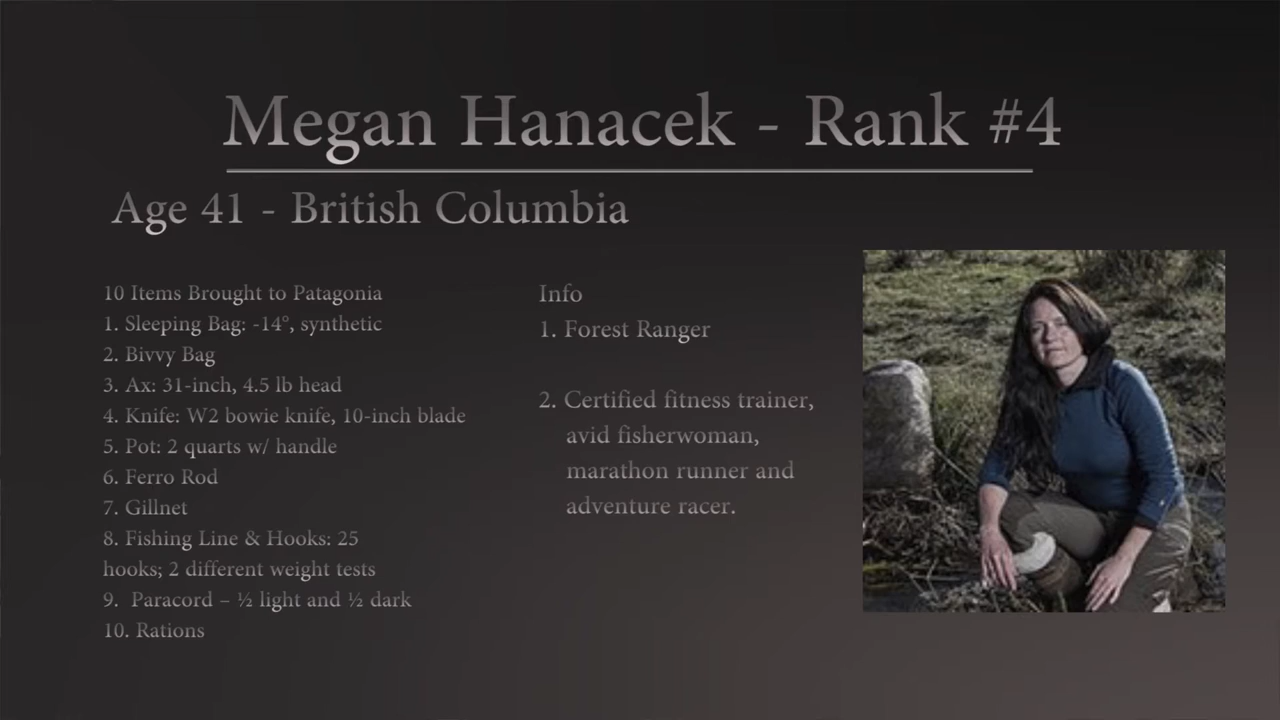 Megan Hanacek - Rank #4
Age 41 - British Columbia
10 Items Brought to Patagonia
1. Sleeping Bag: -14°, synthetic
2. Bivvy Bag
3. Ax: 31-inch, 4.5 lb head
4. Knife: W2 bowie knife, 10-inch blade
5. Pot: 2 quarts w/ handle
6. Ferro Rod
7. Gillnet
8. Fishing Line & Hooks: 25
hooks; 2 different weight tests
9.  Paracord – ½ light and ½ dark
10. Rations
Info
1. Forest Ranger
2. Certified fitness trainer,
avid fisherwoman,
marathon runner and
adventure racer.